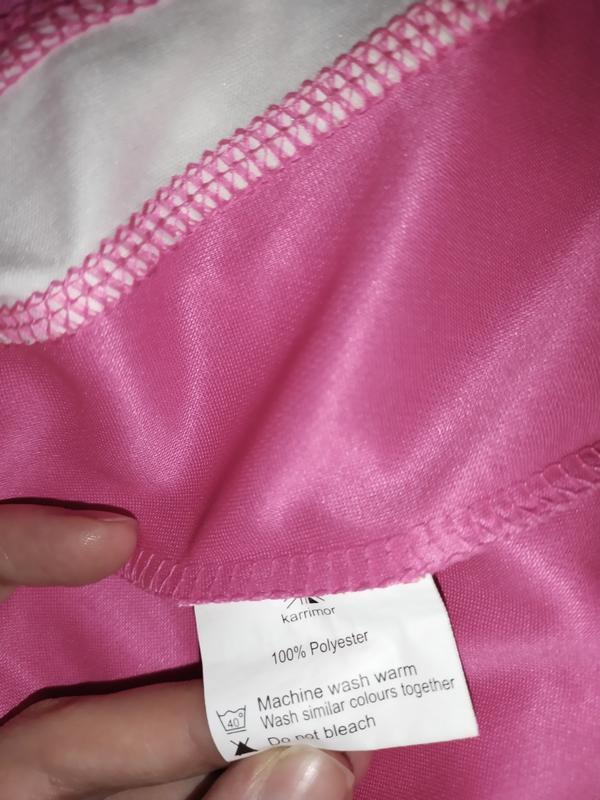 karrimor
100% Polyester
Machine wash warm
40°
Wash similar colours together
Do not bleach